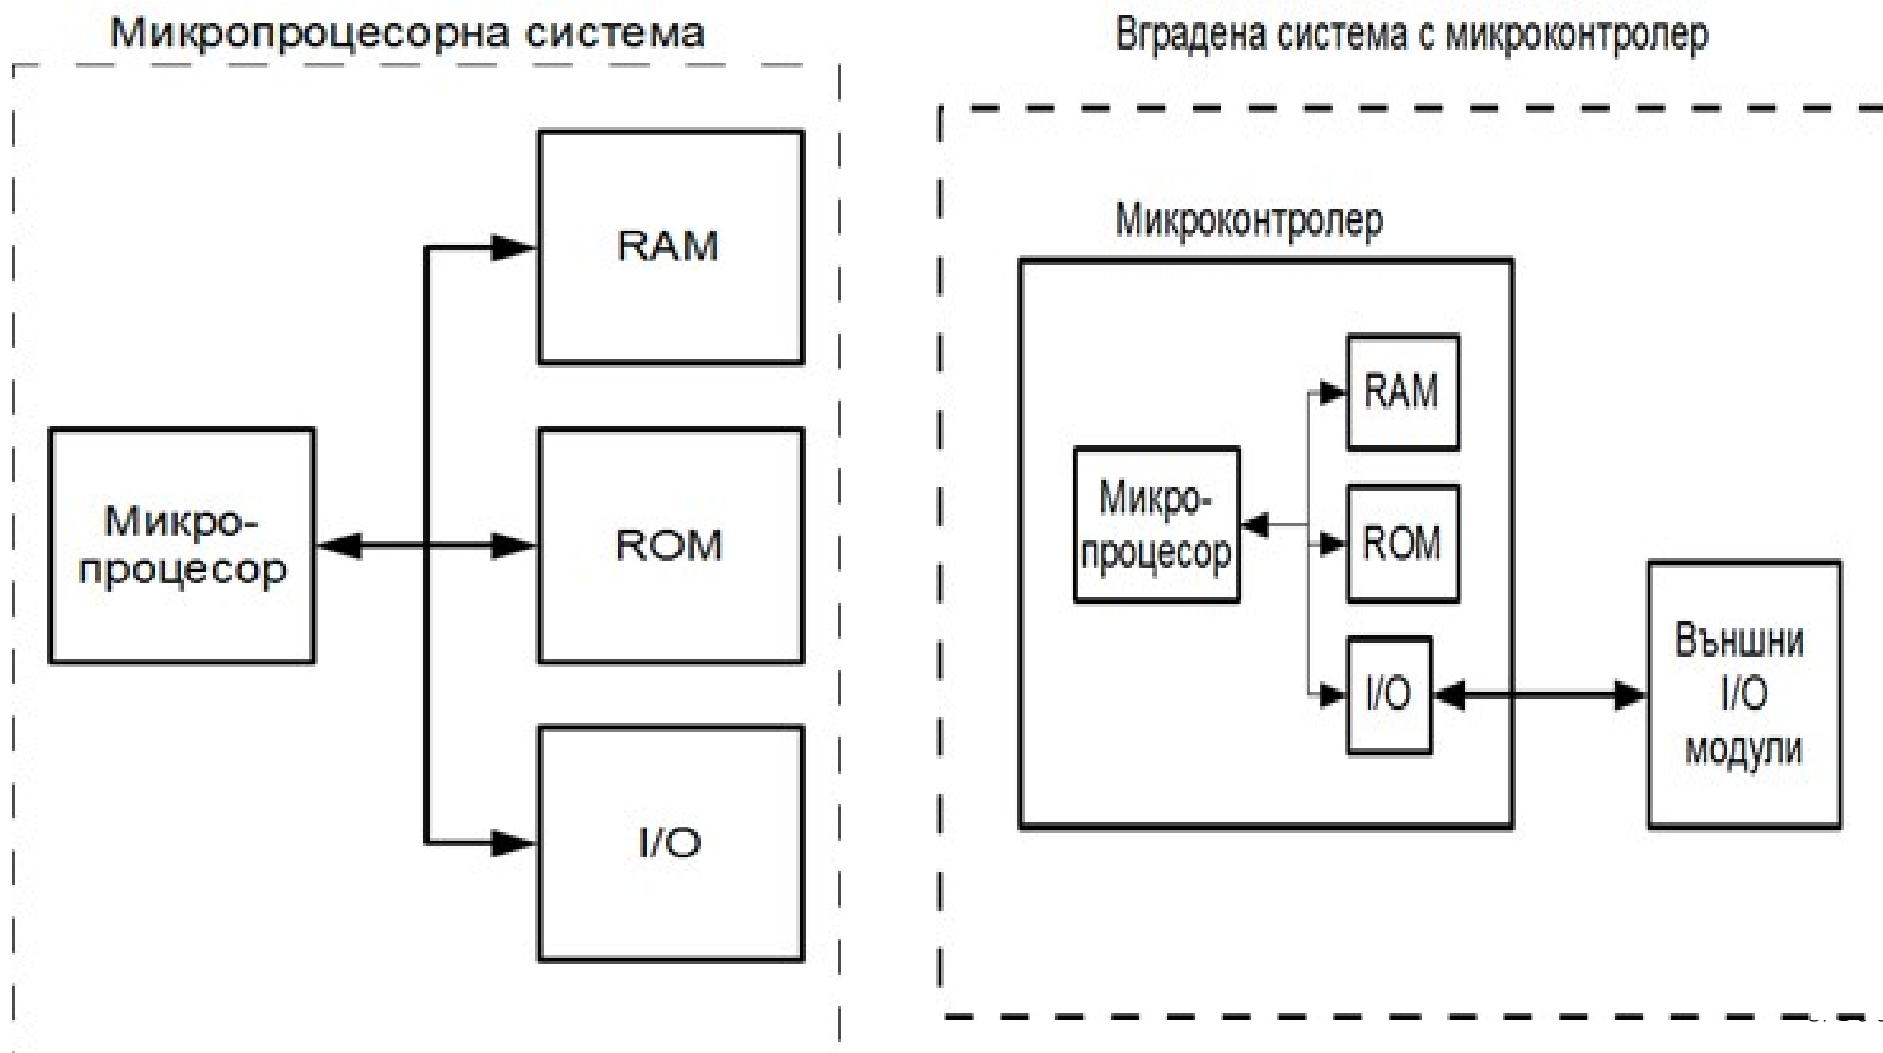 Микропроцесорна система
RAM
Микро-
процесор
ROM
I/O
Вградена система с микроконтролер
Микроконтролер
RAM
Микро-
процесор
ROM
I/O
Външни
I/O
модули